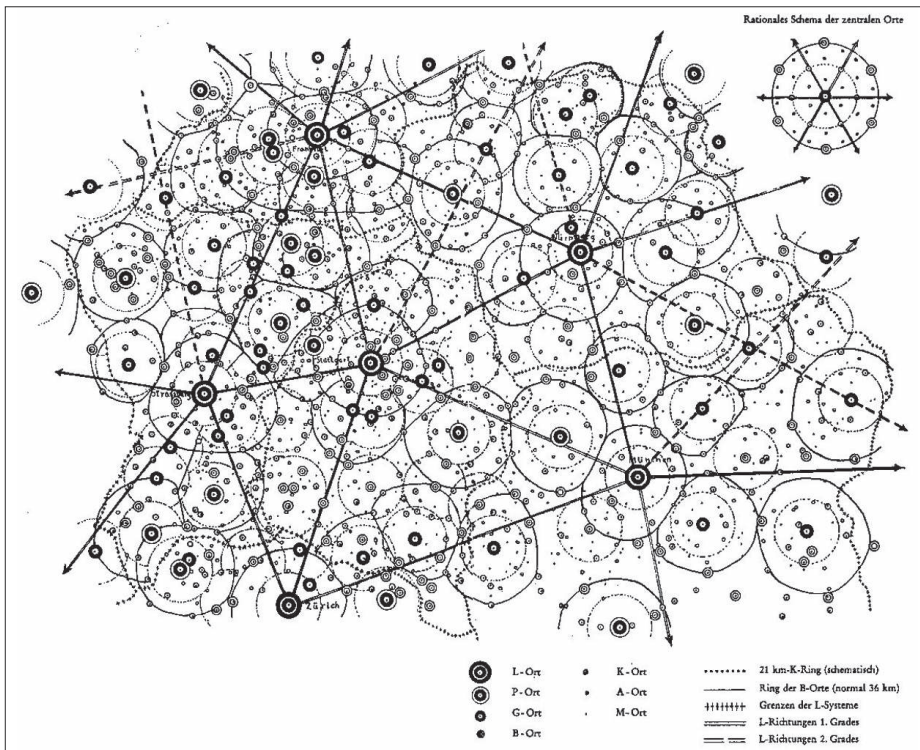 Rationales Schema der zentralen Orte
Nürnberg
Stuttgart
Strassburg
München
Zürich
L-Ort
P-Ort
G-Ort
B-Ort
K-Ort
A-Ort
M-Ort
21 km-K-Ring (schematisch)
Ring der B-Orte (normal 36 km)
Grenzen der L-Systeme
L-Richtungen 1. Grades
L-Richtungen 2. Grades